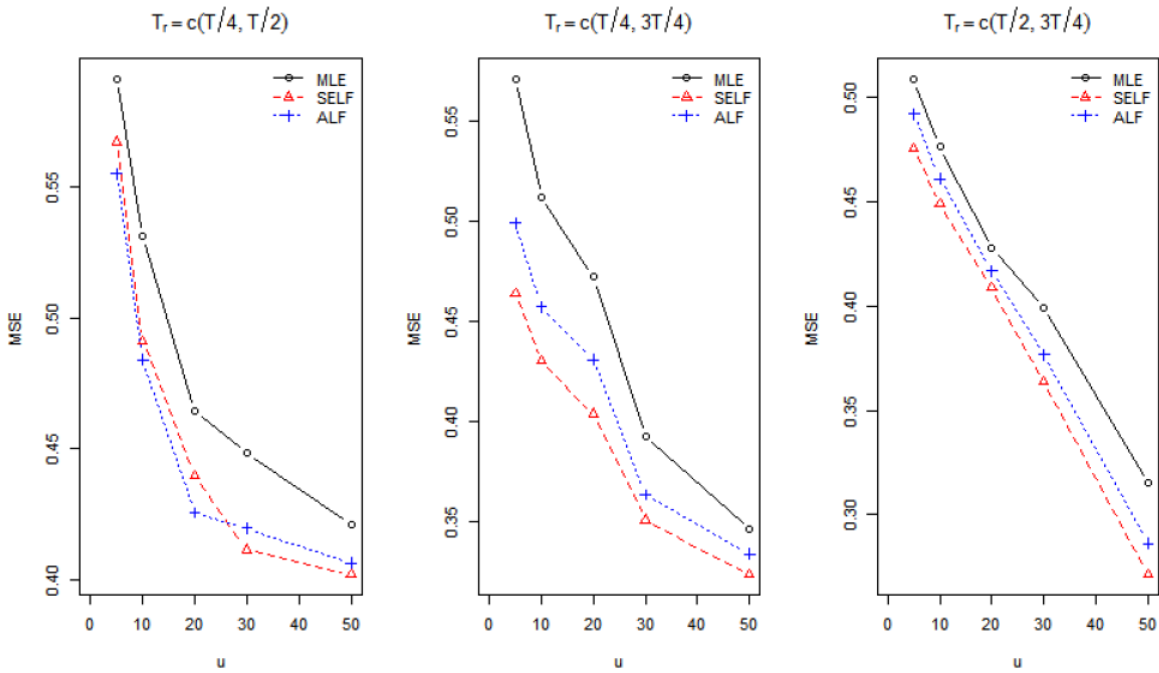 T_r = c(T/4, T/2)
MLE
SELF
ALF
MSE
0.55
0.50
0.45
0.40
0 10 20 30 40 50
u
T_r = c(T/4, 3T/4)
MLE
SELF
ALF
MSE
0.55
0.50
0.45
0.40
0.35
0 10 20 30 40 50
u
T_r = c(T/2, 3T/4)
MLE
SELF
ALF
MSE
0.50
0.45
0.40
0.35
0.30
0 10 20 30 40 50
u